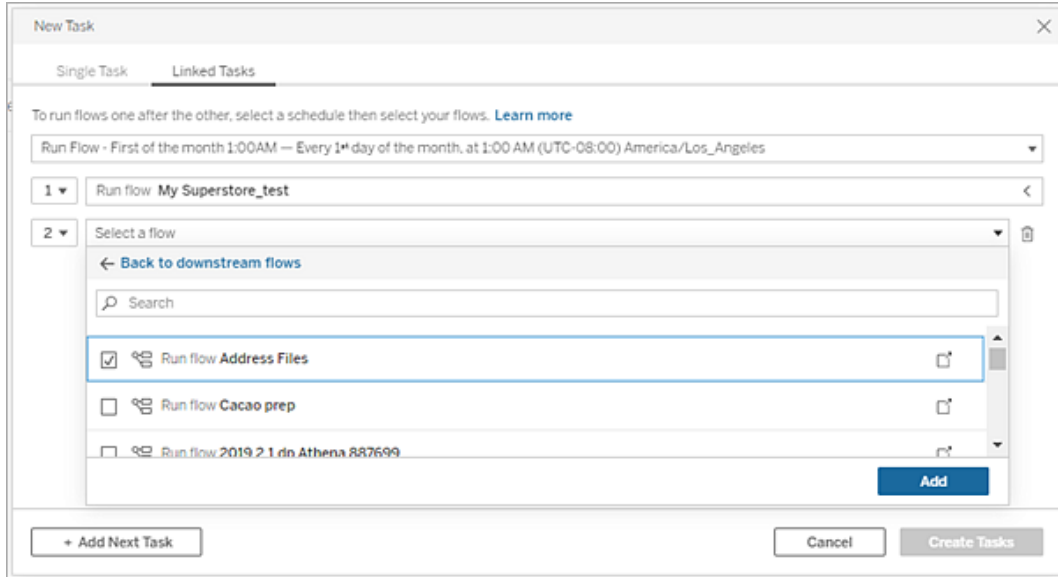 New Task
Single Task Linked Tasks
To run flows one after the other, select a schedule then select your flows. Learn more
Run Flow - First of the month 1:00AM — Every 1st day of the month, at 1:00 AM (UTC-08:00) America/Los_Angeles
1 Run flow My Superstore_test
2 Select a flow
Back to downstream flows
Search
Run flow Address Files
Run flow Cacao prep
Run flow 2019 2 1 dp Athena 887699
Add
+ Add Next Task Cancel Create Tasks